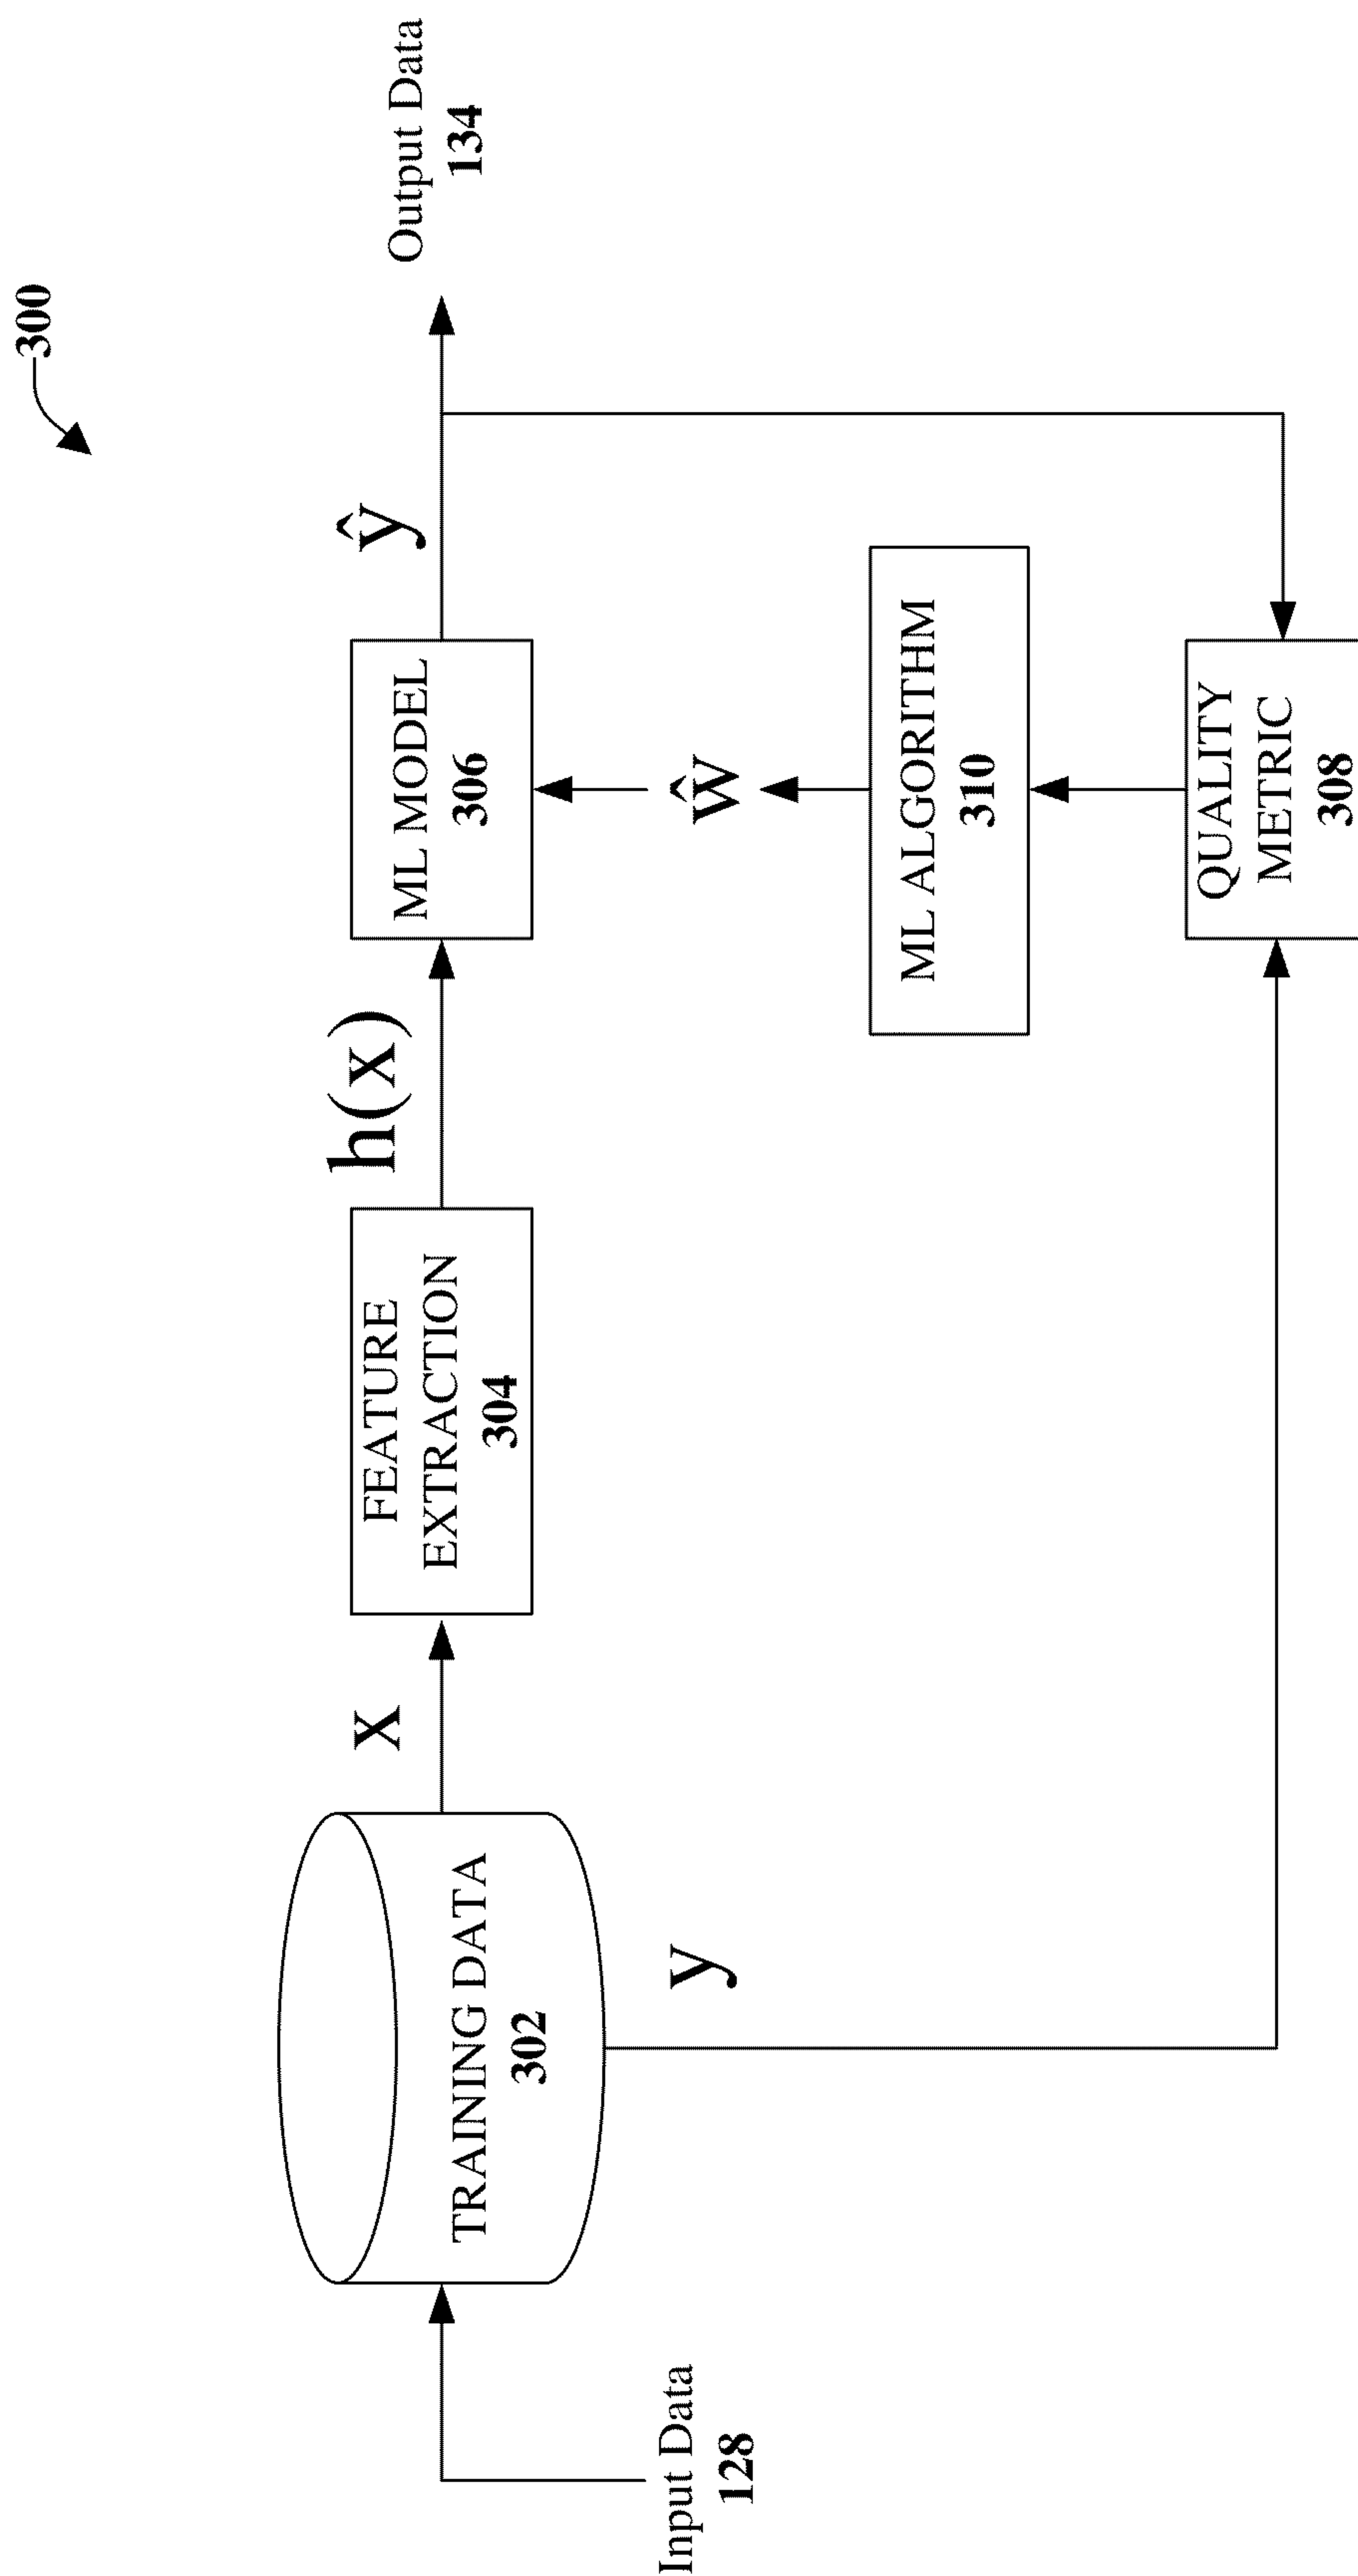 300
Input Data
128
TRAINING DATA
302
x
y
FEATURE
EXTRACTION
304
h(x)
ML MODEL
306
ŷ
Output Data
134
ŵ
ML ALGORITHM
310
QUALITY
METRIC
308